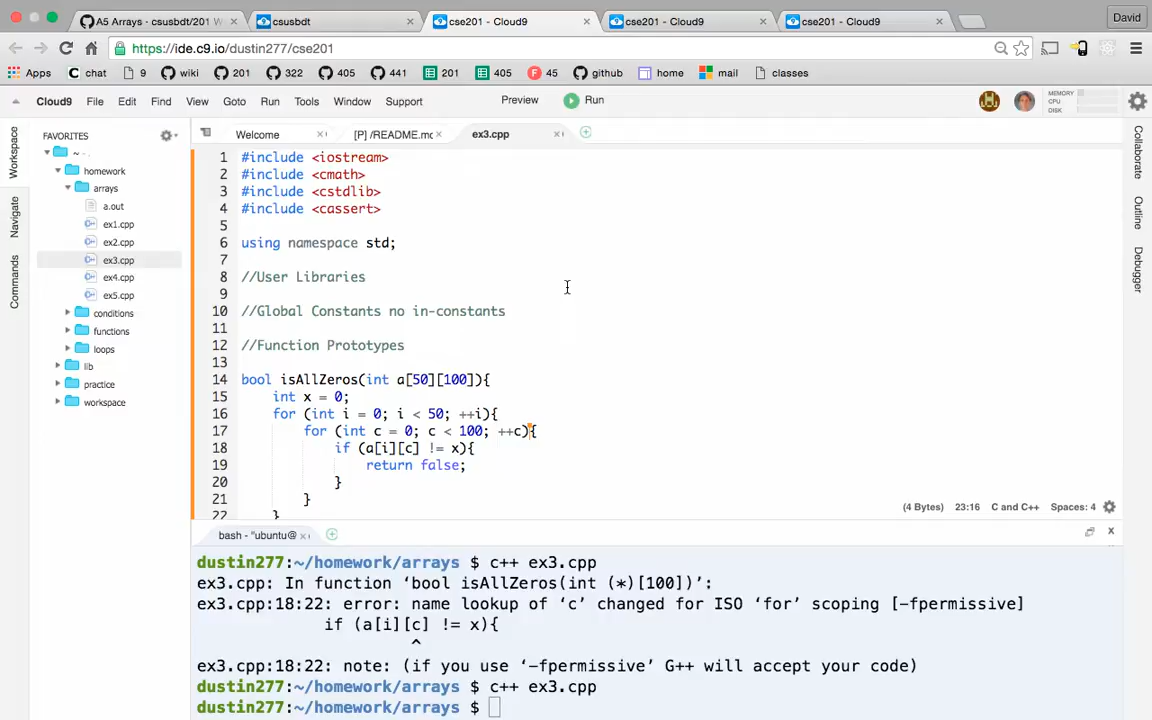 A5 Arrays - csusbdt/201 W
csusbdt
cse201 - Cloud9
cse201 - Cloud9
cse201 - Cloud9
David
https://ide.c9.io/dustin277/cse201
Apps chat 9 wiki 201 322 405 441 201 405 45 github home mail classes
Cloud9 File Edit Find View Goto Run Tools Window Support Preview Run
MEMORY
CPU
DISK
Workspace
Navigate
Commands
FAVORITES
~
homework
arrays
a.out
ex1.cpp
ex2.cpp
ex3.cpp
ex4.cpp
ex5.cpp
conditions
functions
loops
lib
practice
workspace
Welcome [P] /README.mc ex3.cpp
1 #include <iostream>
2 #include <cmath>
3 #include <cstdlib>
4 #include <cassert>
5
6 using namespace std;
7
8 //User Libraries
9
10 //Global Constants no in-constants
11
12 //Function Prototypes
13
14 bool isAllZeros(int a[50][100]){
15 int x = 0;
16 for (int i = 0; i < 50; ++i){
17 for (int c = 0; c < 100; ++c){
18 if (a[i][c] != x){
19 return false;
20 }
21 }
22 }
(4 Bytes) 23:16 C and C++ Spaces: 4
Collaborate
Outline
Debugger
bash - "ubuntu@
dustin277:~/homework/arrays $ c++ ex3.cpp
ex3.cpp: In function ‘bool isAllZeros(int (*)[100])’:
ex3.cpp:18:22: error: name lookup of ‘c’ changed for ISO ‘for’ scoping [-fpermissive]
if (a[i][c] != x){
^
ex3.cpp:18:22: note: (if you use ‘-fpermissive’ G++ will accept your code)
dustin277:~/homework/arrays $ c++ ex3.cpp
dustin277:~/homework/arrays $